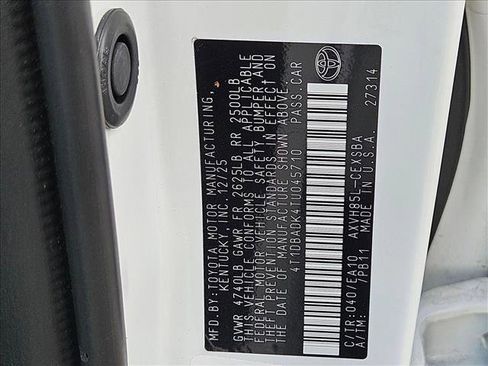 MFD.BY:TOYOTA MOTOR MANUFACTURING,
KENTUCKY, INC. 12/25
GVWR 4740LB GAWR FR 2625LB RR 2500LB
THIS VEHICLE CONFORMS TO ALL APPLICABLE
FEDERAL MOTOR VEHICLE SAFETY, BUMPER, AND
THEFT PREVENTION STANDARDS IN EFFECT ON
THE DATE OF MANUFACTURE SHOWN ABOVE.
4T1DBADK4TU045710 PASS.CAR
C/TR:040/EA10 AXVH85L-CEXSBA
A/TM: /PB11 MADE IN U.S.A. 27314